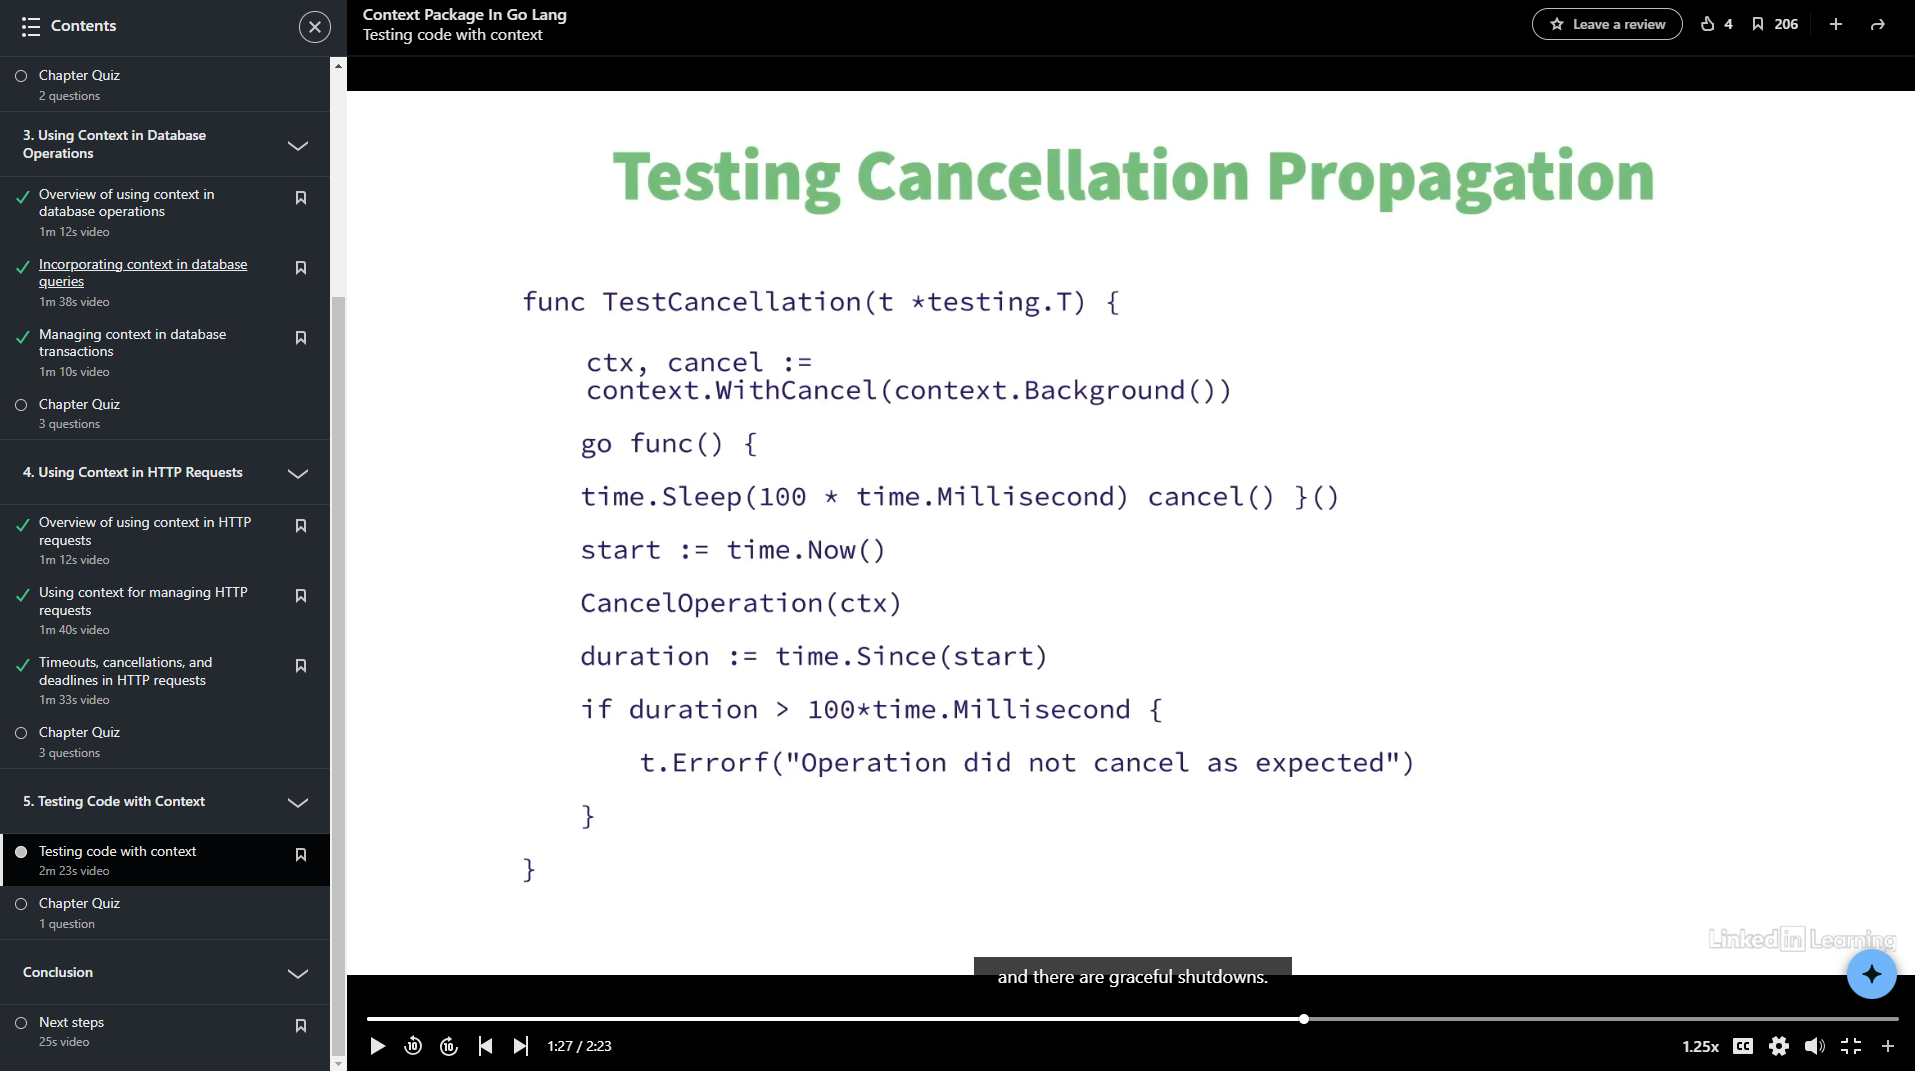 Contents
Chapter Quiz
2 questions
3. Using Context in Database
Operations
Overview of using context in
database operations
1m 12s video
Incorporating context in database
queries
1m 38s video
Managing context in database
transactions
1m 10s video
Chapter Quiz
3 questions
4. Using Context in HTTP Requests
Overview of using context in HTTP
requests
1m 12s video
Using context for managing HTTP
requests
1m 40s video
Timeouts, cancellations, and
deadlines in HTTP requests
1m 33s video
Chapter Quiz
3 questions
5. Testing Code with Context
Testing code with context
2m 23s video
Chapter Quiz
1 question
Conclusion
Next steps
25s video
Context Package In Go Lang
Testing code with context
Leave a review
4
206
Testing Cancellation Propagation
func TestCancellation(t *testing.T) {
ctx, cancel :=
context.WithCancel(context.Background())
go func() {
time.Sleep(100 * time.Millisecond) cancel() }()
start := time.Now()
CancelOperation(ctx)
duration := time.Since(start)
if duration > 100*time.Millisecond {
t.Errorf("Operation did not cancel as expected")
}
}
Linked in Learning
and there are graceful shutdowns.
10
10
1:27 / 2:23
1.25x
CC